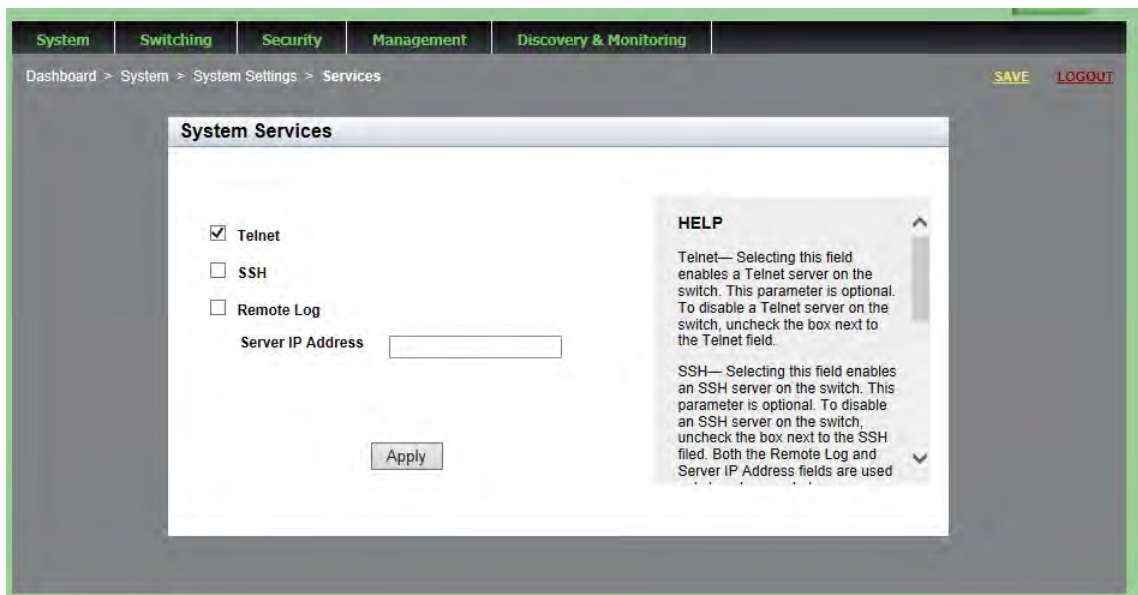 System Switching Security Management Discovery & Monitoring
Dashboard > System > System Settings > Services
SAVE LOGOUT
System Services
Telnet
SSH
Remote Log
Server IP Address
Apply
HELP
Telnet— Selecting this field
enables a Telnet server on the
switch. This parameter is optional.
To disable a Telnet server on the
switch, uncheck the box next to
the Telnet field.
SSH— Selecting this field enables
an SSH server on the switch. This
parameter is optional. To disable
an SSH server on the switch,
uncheck the box next to the SSH
filed. Both the Remote Log and
Server IP Address fields are used